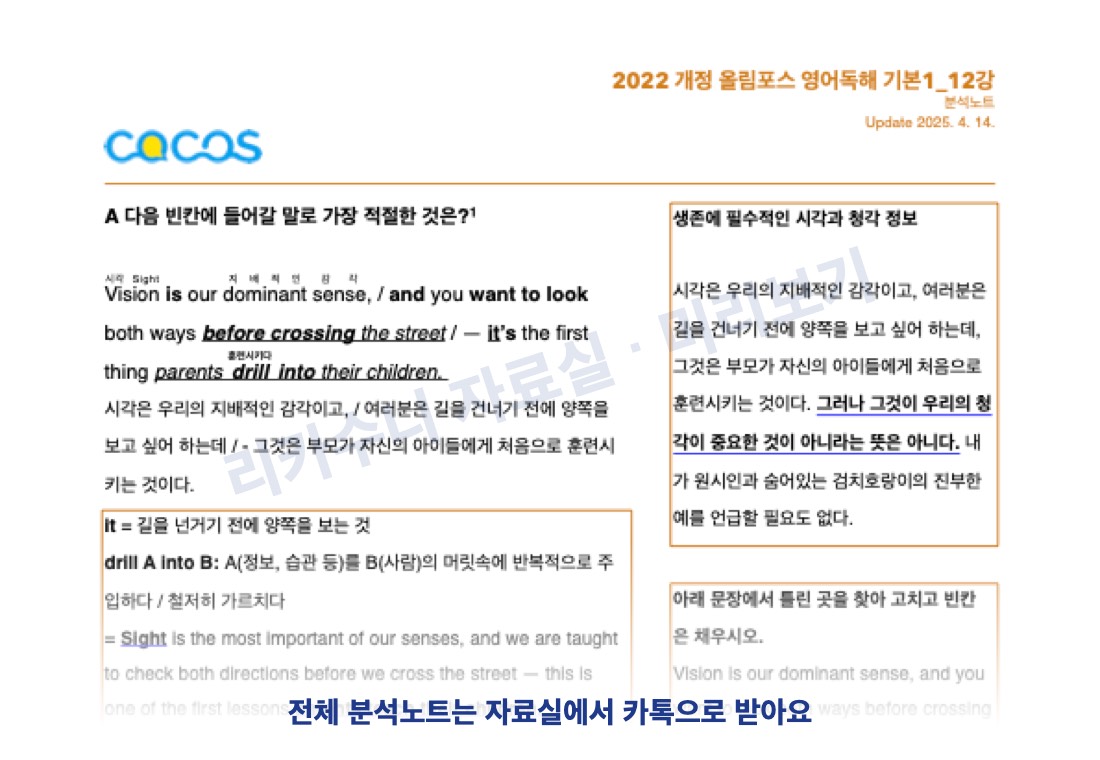 2022 개정 올림포스 영어독해 기본1_12강
분석노트
Update 2025. 4. 14.
cacos
A 다음 빈칸에 들어갈 말로 가장 적절한 것은?¹
시각 Sight 지배적인 감각
Vision is our dominant sense, / and you want to look
both ways before crossing the street / — it's the first
훈련시키다
thing parents drill into their children.
시각은 우리의 지배적인 감각이고, / 여러분은 길을 건너기 전에 양쪽을
보고 싶어 하는데 / - 그것은 부모가 자신의 아이들에게 처음으로 훈련시
키는 것이다.
it = 길을 넌거기 전에 양쪽을 보는 것
drill A into B: A(정보, 습관 등)를 B(사람)의 머릿속에 반복적으로 주
입하다 / 철저히 가르치다
= Sight is the most important of our senses, and we are taught
to check both directions before we cross the street — this is
one of the first lessons
생존에 필수적인 시각과 청각 정보
시각은 우리의 지배적인 감각이고, 여러분은
길을 건너기 전에 양쪽을 보고 싶어 하는데,
그것은 부모가 자신의 아이들에게 처음으로
훈련시키는 것이다. 그러나 그것이 우리의 청
각이 중요한 것이 아니라는 뜻은 아니다. 내
가 원시인과 숨어있는 검치호랑이의 진부한
예를 언급할 필요도 없다.
아래 문장에서 틀린 곳을 찾아 고치고 빈칸
은 채우시오.
Vision is our dominant sense, and you
ways before crossing
리카수니 자료실 · 미리보기
전체 분석노트는 자료실에서 카톡으로 받아요